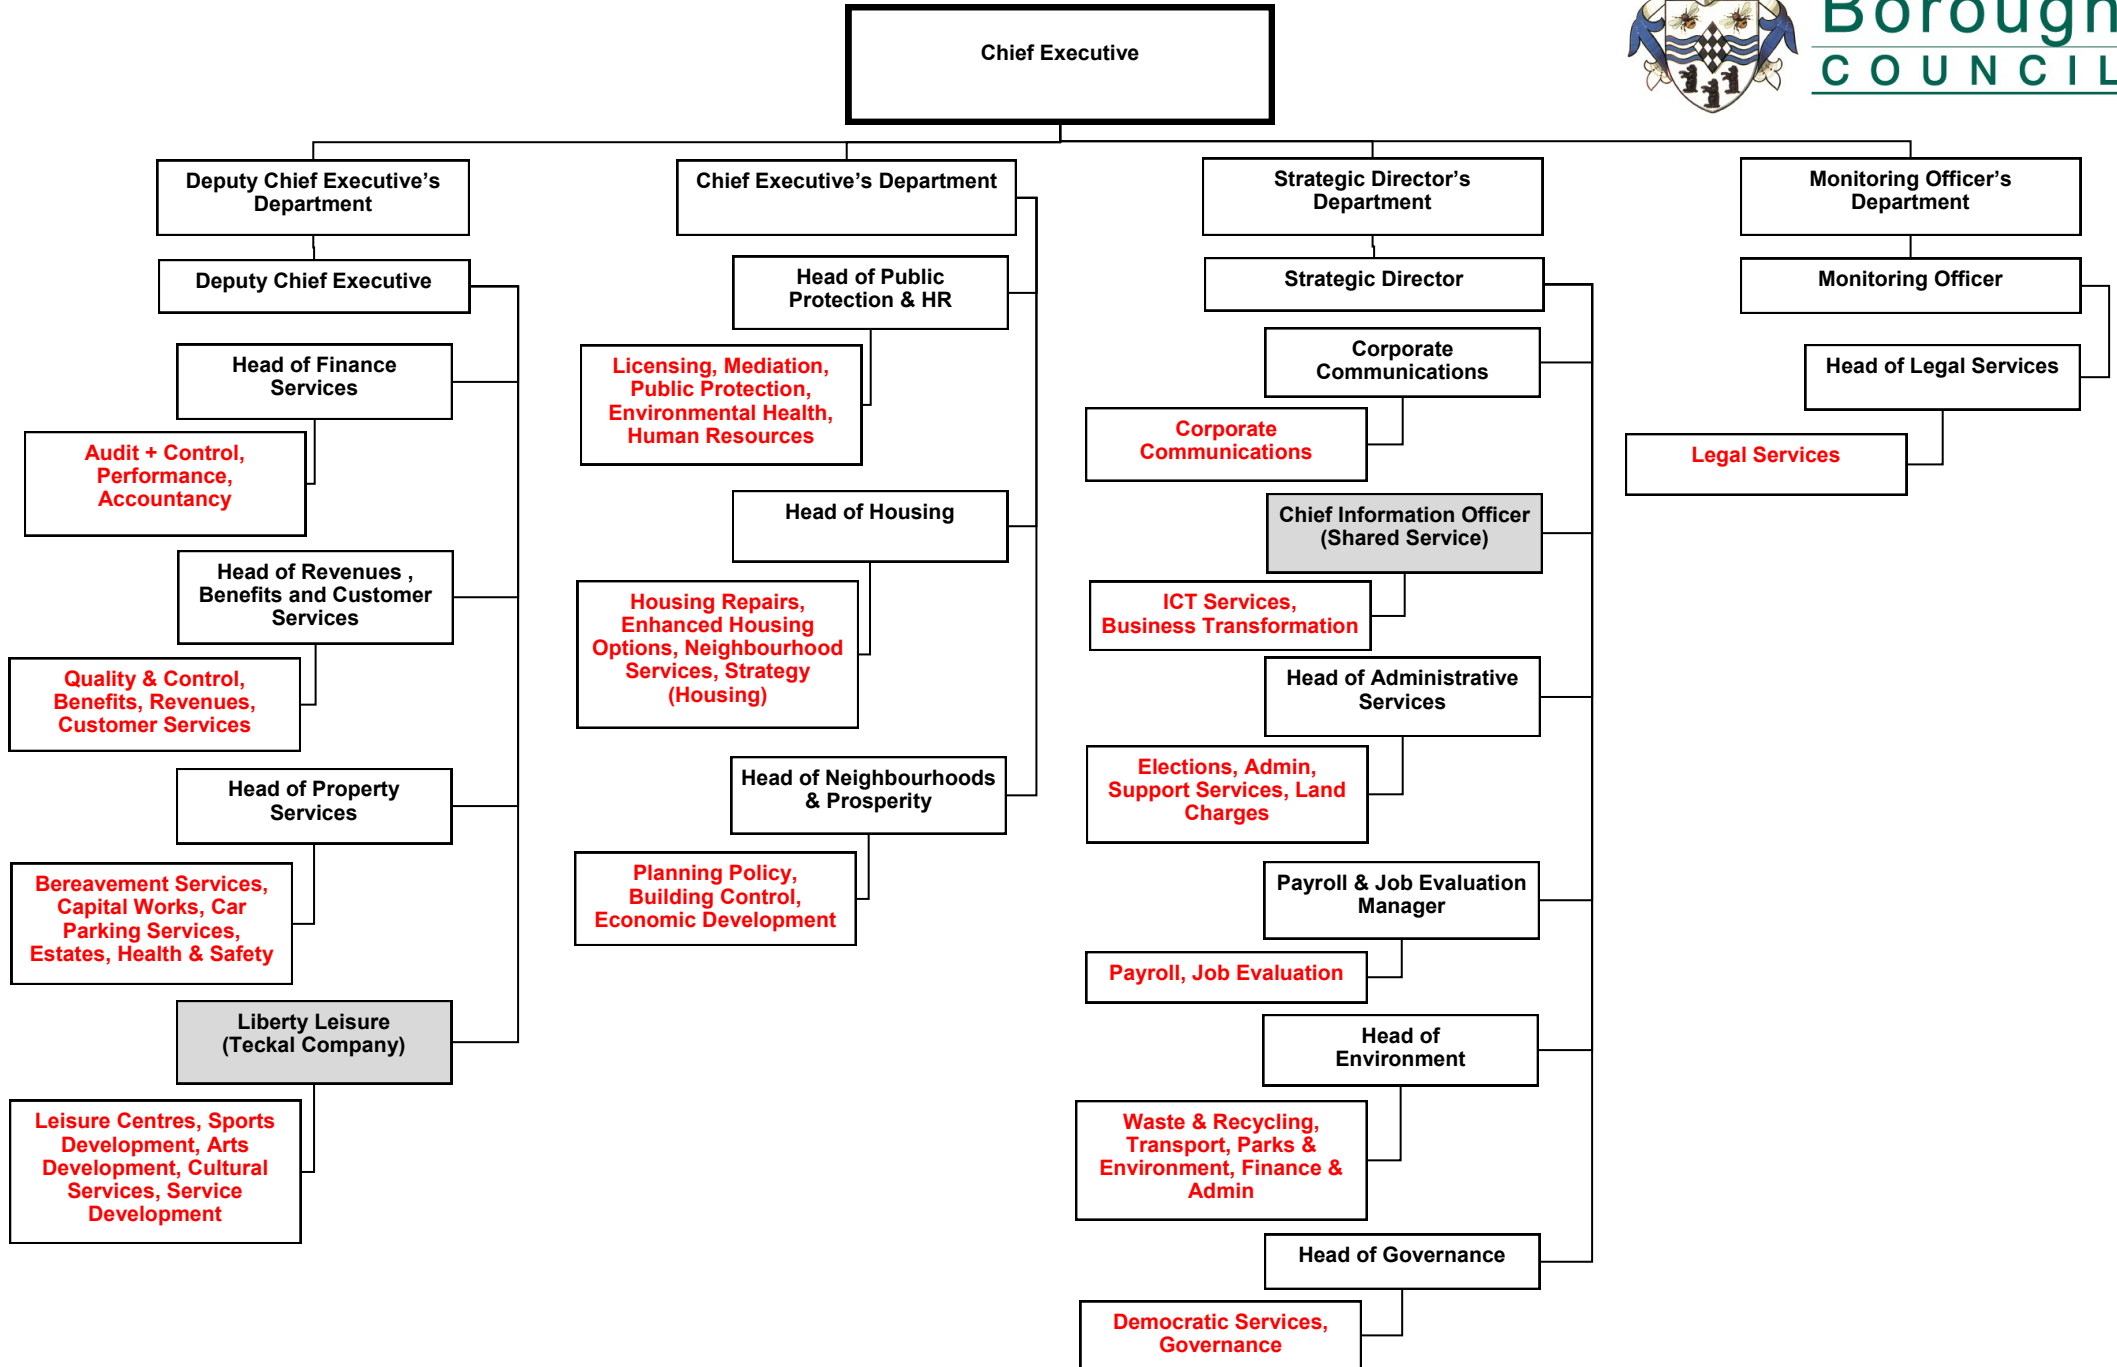 Borough
COUNCIL
Chief Executive
Deputy Chief Executive’s
Department
Deputy Chief Executive
Head of Finance
Services
Audit + Control,
Performance,
Accountancy
Head of Revenues ,
Benefits and Customer
Services
Quality & Control,
Benefits, Revenues,
Customer Services
Head of Property
Services
Bereavement Services,
Capital Works, Car
Parking Services,
Estates, Health & Safety
Liberty Leisure
(Teckal Company)
Leisure Centres, Sports
Development, Arts
Development, Cultural
Services, Service
Development
Chief Executive’s Department
Head of Public
Protection & HR
Licensing, Mediation,
Public Protection,
Environmental Health,
Human Resources
Head of Housing
Housing Repairs,
Enhanced Housing
Options, Neighbourhood
Services, Strategy
(Housing)
Head of Neighbourhoods
& Prosperity
Planning Policy,
Building Control,
Economic Development
Strategic Director’s
Department
Strategic Director
Corporate
Communications
Corporate
Communications
Chief Information Officer
(Shared Service)
ICT Services,
Business Transformation
Head of Administrative
Services
Elections, Admin,
Support Services, Land
Charges
Payroll & Job Evaluation
Manager
Payroll, Job Evaluation
Head of
Environment
Waste & Recycling,
Transport, Parks &
Environment, Finance &
Admin
Head of Governance
Democratic Services,
Governance
Monitoring Officer’s
Department
Monitoring Officer
Head of Legal Services
Legal Services